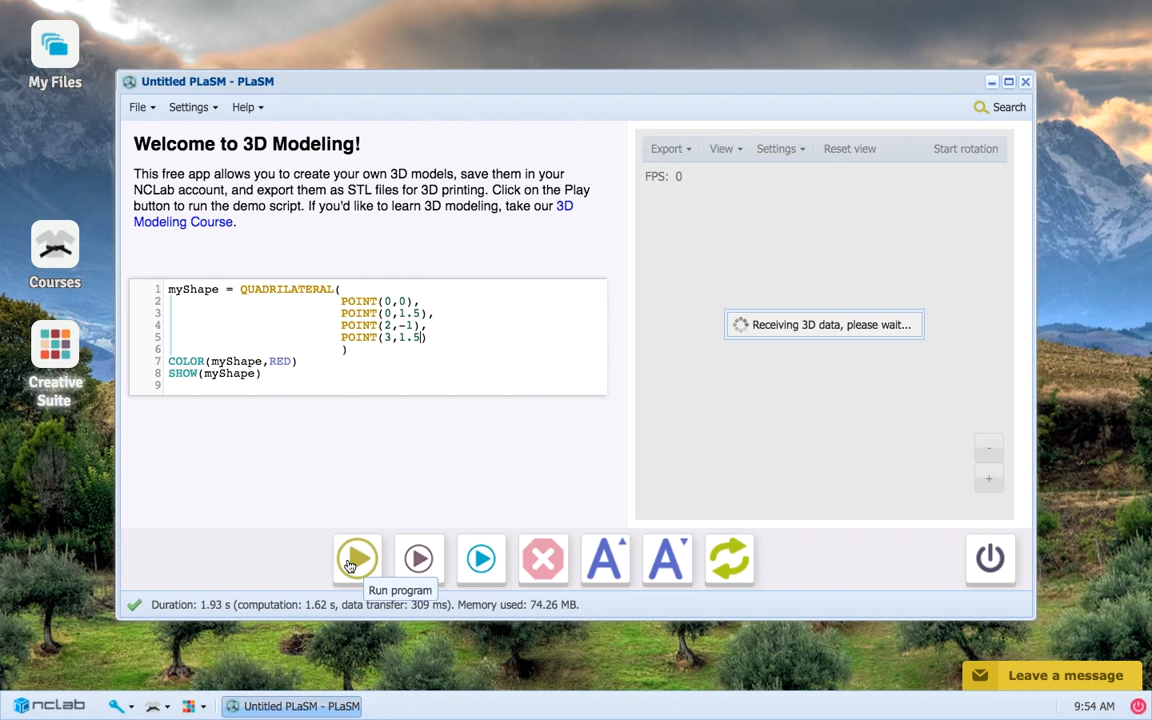 My Files
Courses
Creative
Suite
Untitled PLaSM - PLaSM
File Settings Help
Search
Welcome to 3D Modeling!
This free app allows you to create your own 3D models, save them in your
NCLab account, and export them as STL files for 3D printing. Click on the Play
button to run the demo script. If you'd like to learn 3D modeling, take our 3D
Modeling Course.
1 myShape = QUADRILATERAL(
2 POINT(0,0),
3 POINT(0,1.5),
4 POINT(2,-1),
5 POINT(3,1.5)
6 )
7 COLOR(myShape,RED)
8 SHOW(myShape)
9
Export View Settings Reset view Start rotation
FPS: 0
Receiving 3D data, please wait...
-
+
A A
Run program
Duration: 1.93 s (computation: 1.62 s, data transfer: 309 ms). Memory used: 74.26 MB.
Leave a message
nclab Untitled PLaSM - PLaSM 9:54 AM